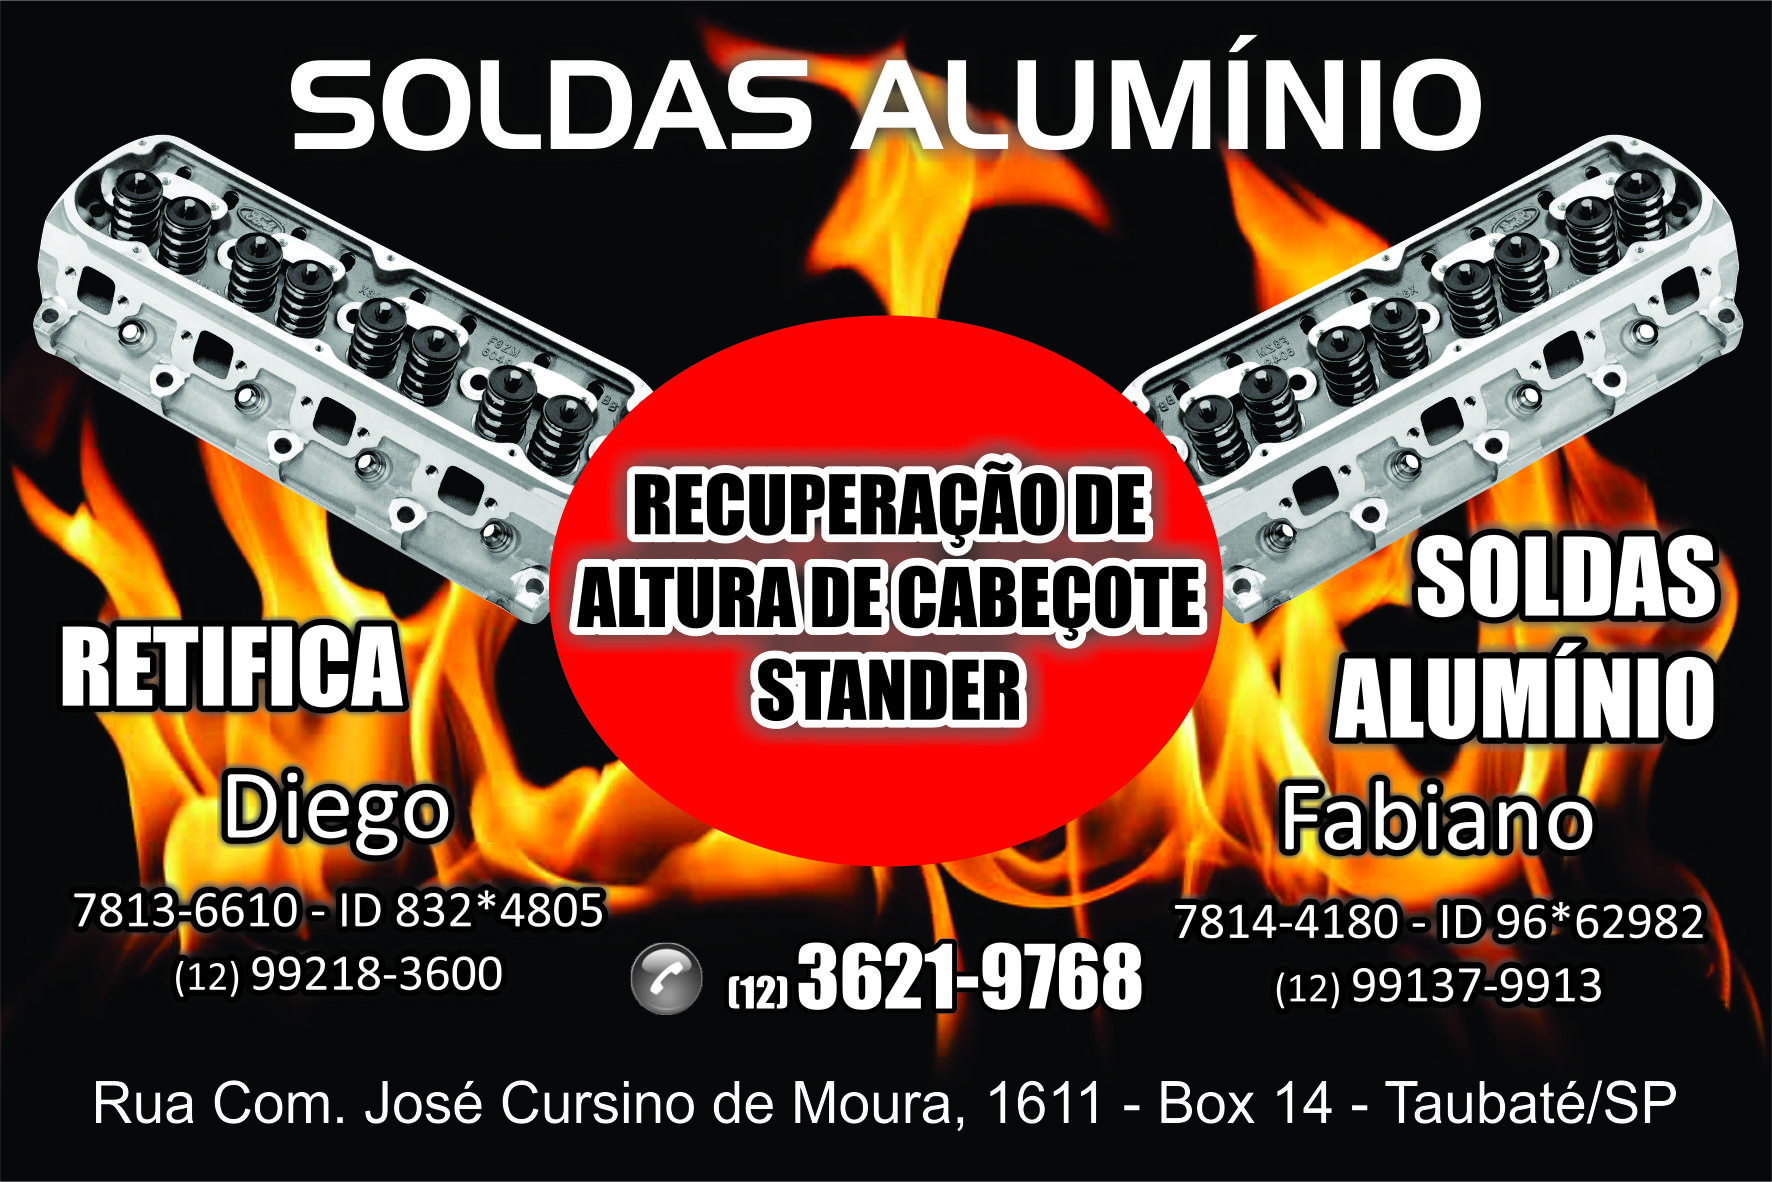 SOLDAS ALUMÍNIO
RECUPERAÇÃO DE
ALTURA DE CABEÇOTE
STANDER
RETIFICA
Diego
7813-6610 - ID 832*4805
(12) 99218-3600
SOLDAS
ALUMÍNIO
Fabiano
7814-4180 - ID 96*62982
(12) 99137-9913
(12) 3621-9768
Rua Com. José Cursino de Moura, 1611 - Box 14 - Taubaté/SP